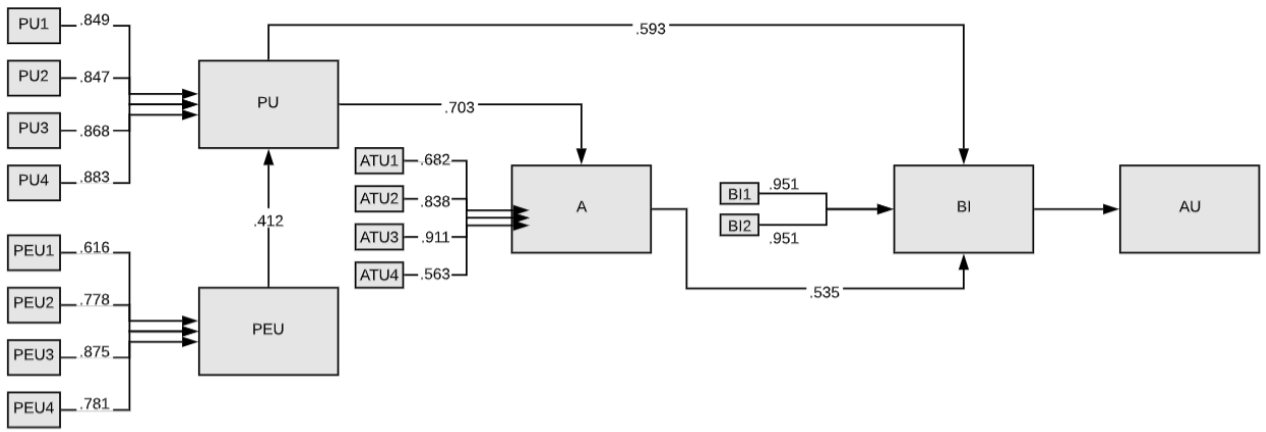 PU1 .849
PU2 .847
PU3 .868
PU4 .883
PU
.593
.703
.412
PEU1 .616
PEU2 .778
PEU3 .875
PEU4 .781
PEU
ATU1 .682
ATU2 .838
ATU3 .911
ATU4 .563
A
.535
BI1 .951
BI2 .951
BI
AU